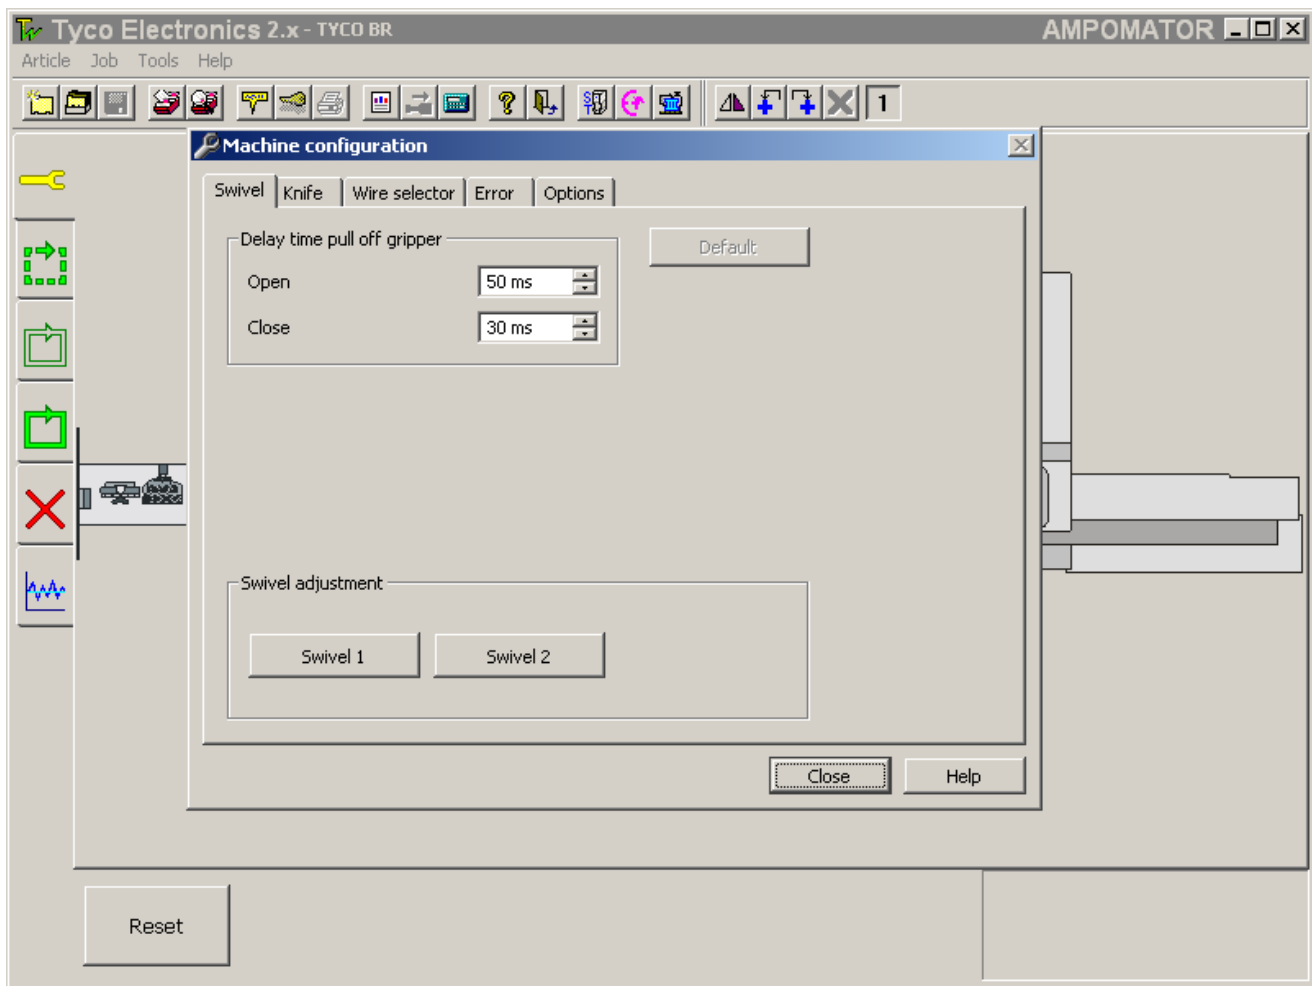 Tyco Electronics 2.x - TYCO BR AMPOMATOR
Article Job Tools Help
1
Machine configuration
Swivel Knife Wire selector Error Options
Delay time pull off gripper
Default
Open 50 ms
Close 30 ms
Swivel adjustment
Swivel 1 Swivel 2
Close Help
Reset